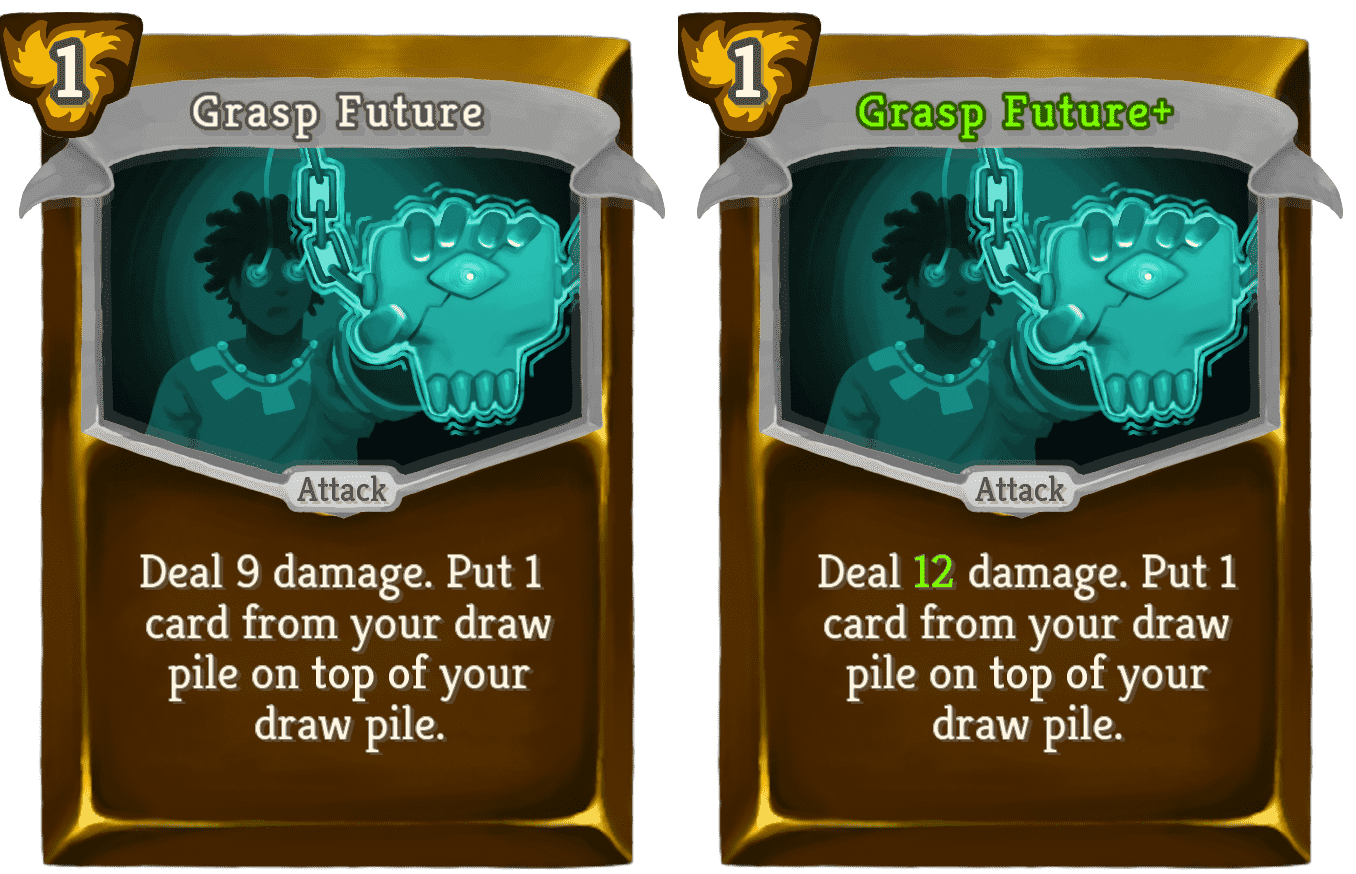 1
Grasp Future
Attack
Deal 9 damage. Put 1
card from your draw
pile on top of your
draw pile.
1
Grasp Future+
Attack
Deal 12 damage. Put 1
card from your draw
pile on top of your
draw pile.